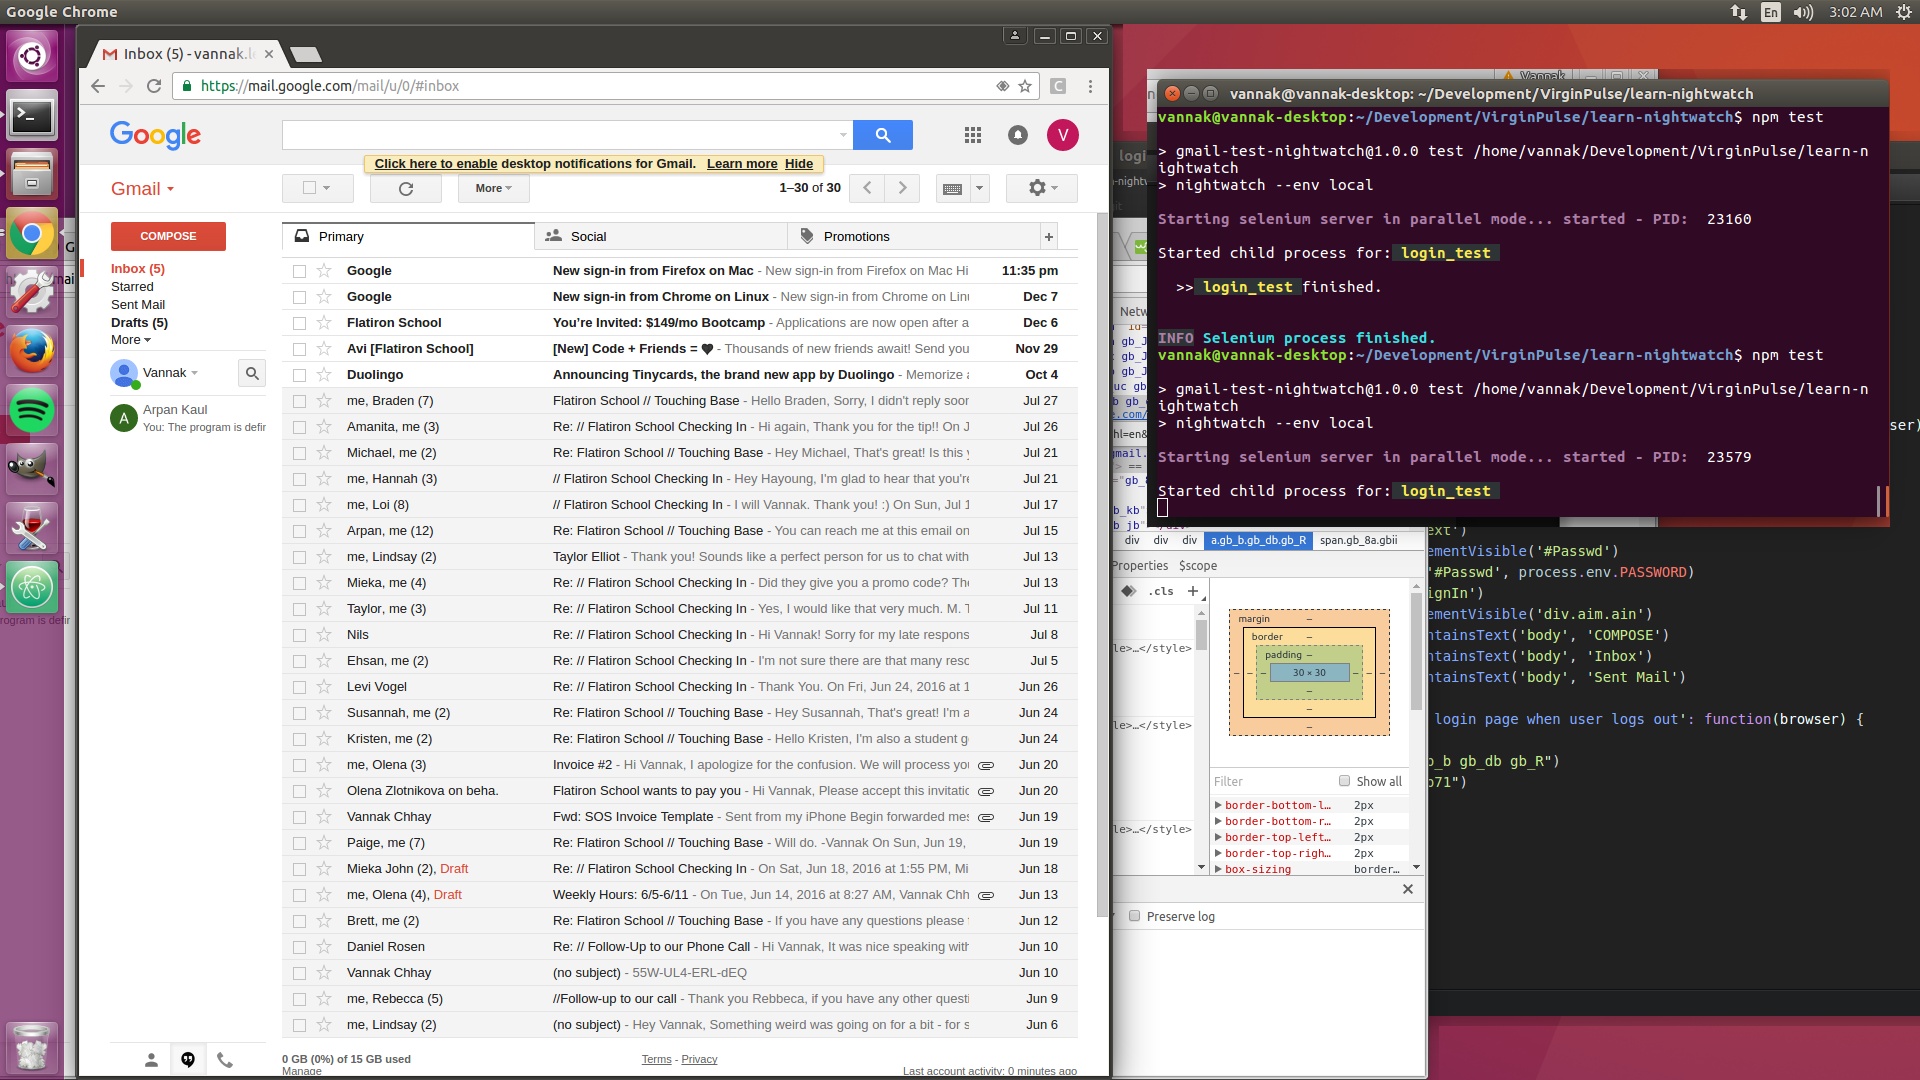 Google Chrome
En
3:02 AM
Inbox (5) - vannak.l
https://mail.google.com/mail/u/0/#inbox
C
Google
V
Click here to enable desktop notifications for Gmail. Learn more Hide
Gmail
More
1–30 of 30
COMPOSE
Inbox (5)
Starred
Sent Mail
Drafts (5)
More
Vannak
A
Arpan Kaul
You: The program is defir
Primary
Social
Promotions
+
Google New sign-in from Firefox on Mac - New sign-in from Firefox on Mac Hi 11:35 pm
Google New sign-in from Chrome on Linux - New sign-in from Chrome on Linu Dec 7
Flatiron School You’re Invited: $149/mo Bootcamp - Applications are now open after a Dec 6
Avi [Flatiron School] [New] Code + Friends = ♥ - Thousands of new friends await! Send you Nov 29
Duolingo Announcing Tinycards, the brand new app by Duolingo - Memorize a Oct 4
me, Braden (7) Flatiron School // Touching Base - Hello Braden, Sorry, I didn't reply soor Jul 27
Amanita, me (3) Re: // Flatiron School Checking In - Hi again, Thank you for the tip!! On J Jul 26
Michael, me (2) Re: Flatiron School // Touching Base - Hey Michael, That's great! Is this y Jul 21
me, Hannah (3) // Flatiron School Checking In - Hey Hayoung, I'm glad to hear that you're Jul 21
me, Loi (8) // Flatiron School Checking In - I will Vannak. Thank you! :) On Sun, Jul 1 Jul 17
Arpan, me (12) Re: Flatiron School // Touching Base - You can reach me at this email on Jul 15
me, Lindsay (2) Taylor Elliot - Thank you! Sounds like a perfect person for us to chat with Jul 13
Mieka, me (4) Re: // Flatiron School Checking In - Did they give you a promo code? The Jul 13
Taylor, me (3) Re: // Flatiron School Checking In - Yes, I would like that very much. M. T Jul 11
Nils Re: // Flatiron School Checking In - Hi Vannak! Sorry for my late respons Jul 8
Ehsan, me (2) Re: // Flatiron School Checking In - I'm not sure there are that many resc Jul 5
Levi Vogel Re: // Flatiron School Checking In - Thank You. On Fri, Jun 24, 2016 at 1 Jun 26
Susannah, me (2) Re: Flatiron School // Touching Base - Hey Susannah, That's great! I'm a Jun 24
Kristen, me (2) Re: Flatiron School // Touching Base - Hello Kristen, I'm also a student g Jun 24
me, Olena (3) Invoice #2 - Hi Vannak, I apologize for the confusion. We will process yo Jun 20
Olena Zlotnikova on beha. Flatiron School wants to pay you - Hi Vannak, Please accept this invitatic Jun 20
Vannak Chhay Fwd: SOS Invoice Template - Sent from my iPhone Begin forwarded mes Jun 19
Paige, me (7) Re: Flatiron School // Touching Base - Will do. -Vannak On Sun, Jun 19, Jun 19
Mieka John (2), Draft Re: // Flatiron School Checking In - On Sat, Jun 18, 2016 at 1:55 PM, Mi Jun 18
me, Olena (4), Draft Weekly Hours: 6/5-6/11 - On Tue, Jun 14, 2016 at 8:27 AM, Vannak Chh Jun 13
Brett, me (2) Re: Flatiron School // Touching Base - If you have any questions please Jun 12
Daniel Rosen Re: // Follow-Up to our Phone Call - Hi Vannak, It was nice speaking with Jun 10
Vannak Chhay (no subject) - 55W-UL4-ERL-dEQ Jun 10
me, Rebecca (5) //Follow-up to our call - Thank you Rebbeca, if you have any other questi Jun 9
me, Lindsay (2) (no subject) - Hey Vannak, Something weird was going on for a bit - for s Jun 6
0 GB (0%) of 15 GB used
Manage
Terms - Privacy
Last account activity: 0 minutes ago
Vannak
vannak@vannak-desktop: ~/Development/VirginPulse/learn-nightwatch
vannak@vannak-desktop:~/Development/VirginPulse/learn-nightwatch$ npm test
> gmail-test-nightwatch@1.0.0 test /home/vannak/Development/VirginPulse/learn-n
ightwatch
> nightwatch --env local
Starting selenium server in parallel mode... started - PID: 23160
Started child process for: login_test
>> login_test finished.
INFO Selenium process finished.
vannak@vannak-desktop:~/Development/VirginPulse/learn-nightwatch$ npm test
> gmail-test-nightwatch@1.0.0 test /home/vannak/Development/VirginPulse/learn-n
ightwatch
> nightwatch --env local
Starting selenium server in parallel mode... started - PID: 23579
Started child process for: login_test
ser)
div div div a.gb_b.gb_db.gb_R span.gb_8a.gbii
Properties $scope
.cls +
le>…</style>
le>…</style>
le>…</style>
margin –
border –
padding –
30 × 30
Filter
Show all
border-bottom-l… 2px
border-bottom-r… 2px
border-top-left… 2px
border-top-righ… 2px
box-sizing border…
Preserve log
ext')
ementVisible('#Passwd')
'#Passwd', process.env.PASSWORD)
ignIn')
ementVisible('div.aim.ain')
ntainsText('body', 'COMPOSE')
ntainsText('body', 'Inbox')
ntainsText('body', 'Sent Mail')
login page when user logs out': function(browser) {
b_b gb_db gb_R")
b71")